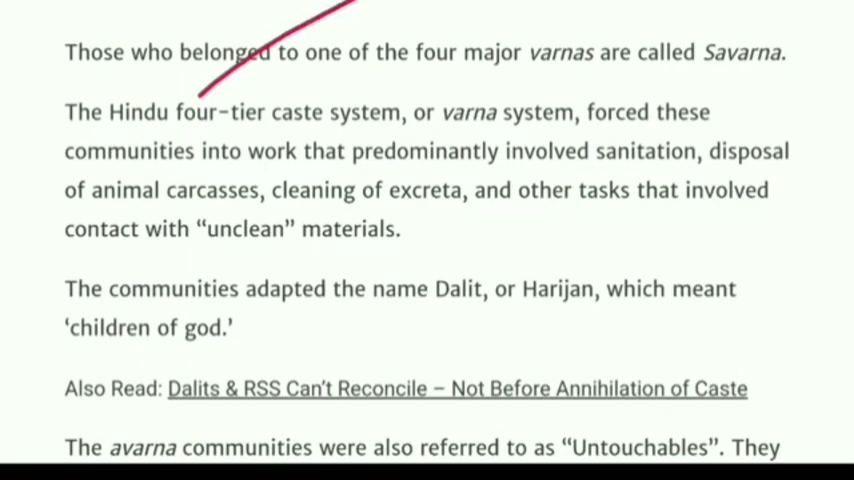 Those who belonged to one of the four major varnas are called Savarna.
The Hindu four-tier caste system, or varna system, forced these
communities into work that predominantly involved sanitation, disposal
of animal carcasses, cleaning of excreta, and other tasks that involved
contact with “unclean” materials.
The communities adapted the name Dalit, or Harijan, which meant
‘children of god.’
Also Read: Dalits & RSS Can’t Reconcile – Not Before Annihilation of Caste
The avarna communities were also referred to as “Untouchables”. They